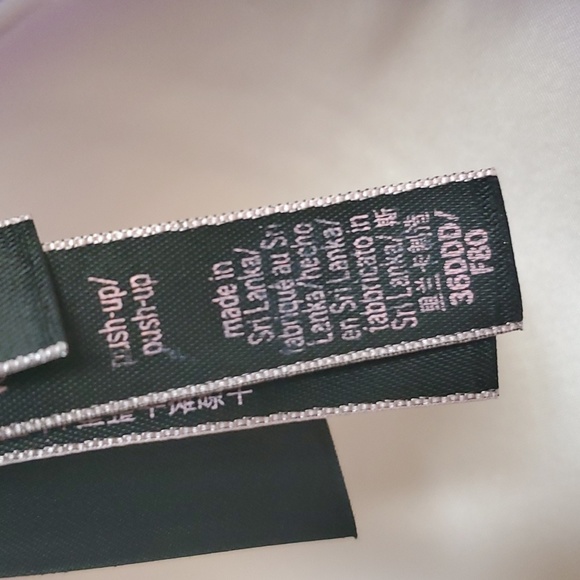 push-up/
push-up
made in
Sri Lanka/
fabriqué au Sri
Lanka/hecho
en Sri Lanka/
fabbricato in
Sri Lanka/ 斯
里兰卡制造
36DDD/
F80